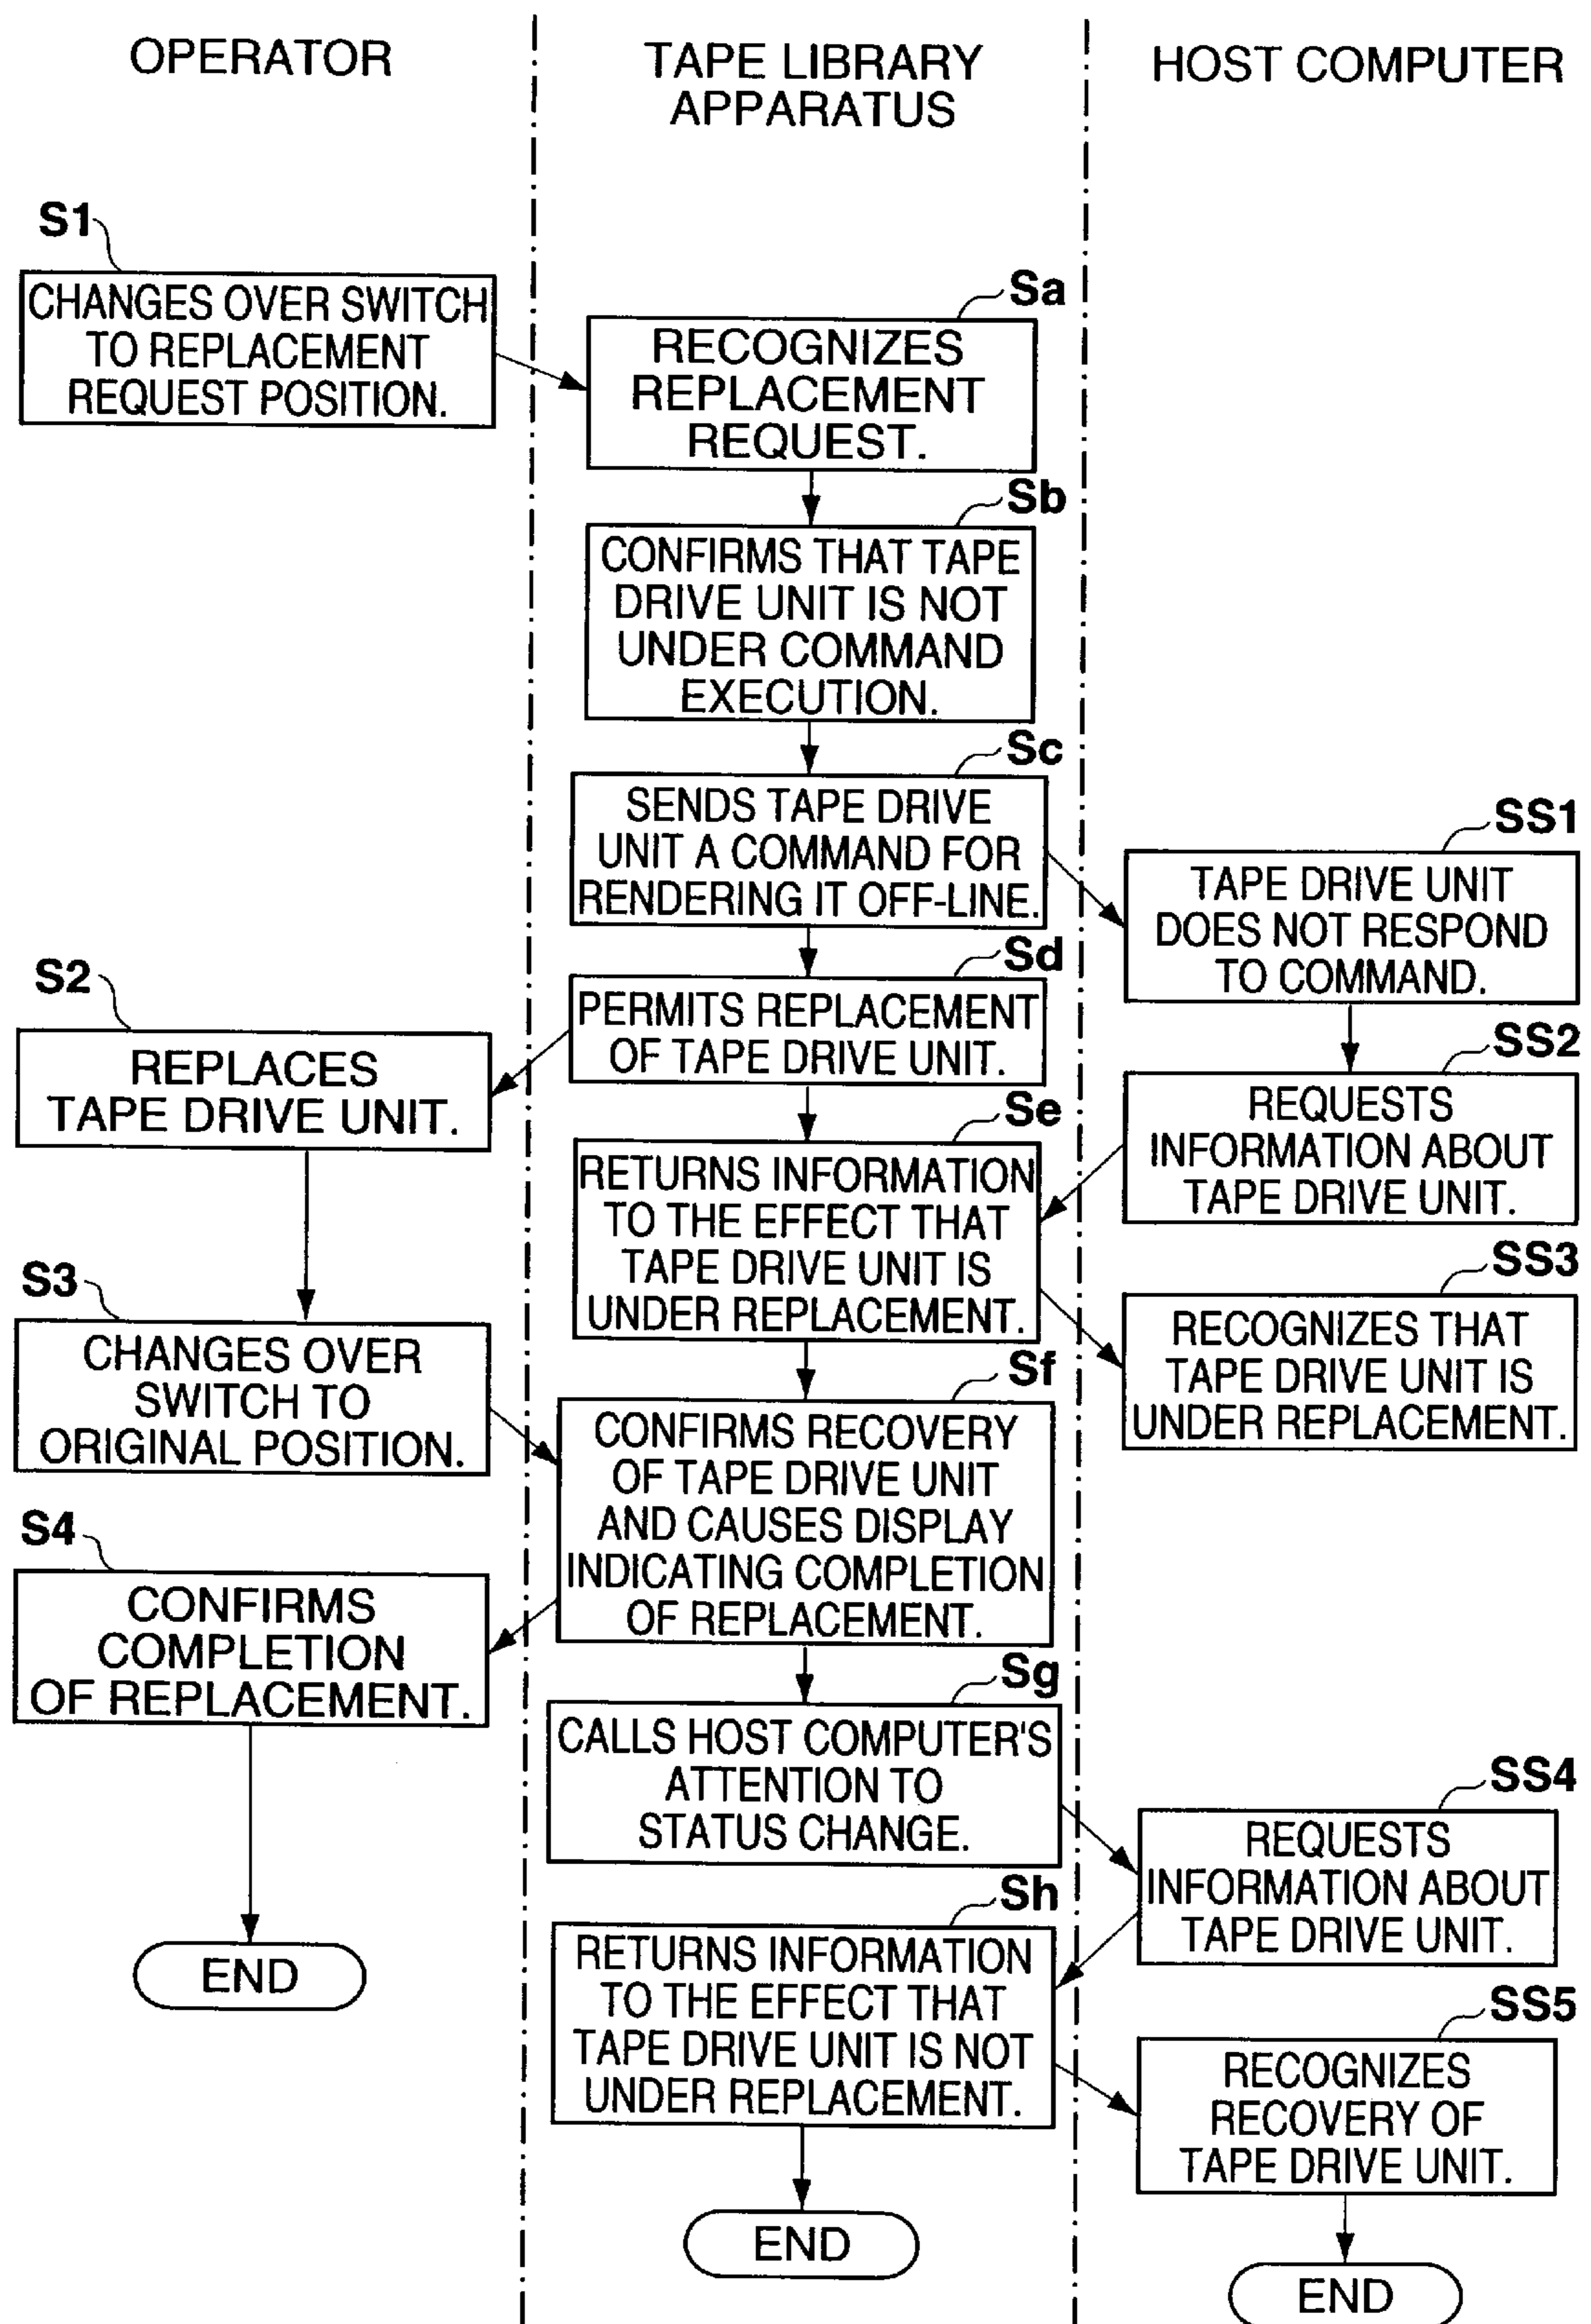 OPERATOR
TAPE LIBRARY
APPARATUS
HOST COMPUTER
S1
CHANGES OVER SWITCH
TO REPLACEMENT
REQUEST POSITION.
Sa
RECOGNIZES
REPLACEMENT
REQUEST.
Sb
CONFIRMS THAT TAPE
DRIVE UNIT IS NOT
UNDER COMMAND
EXECUTION.
Sc
SENDS TAPE DRIVE
UNIT A COMMAND FOR
RENDERING IT OFF-LINE.
SS1
TAPE DRIVE UNIT
DOES NOT RESPOND
TO COMMAND.
Sd
PERMITS REPLACEMENT
OF TAPE DRIVE UNIT.
S2
REPLACES
TAPE DRIVE UNIT.
SS2
REQUESTS
INFORMATION ABOUT
TAPE DRIVE UNIT.
Se
RETURNS INFORMATION
TO THE EFFECT THAT
TAPE DRIVE UNIT IS
UNDER REPLACEMENT.
SS3
RECOGNIZES THAT
TAPE DRIVE UNIT IS
UNDER REPLACEMENT.
S3
CHANGES OVER
SWITCH TO
ORIGINAL POSITION.
Sf
CONFIRMS RECOVERY
OF TAPE DRIVE UNIT
AND CAUSES DISPLAY
INDICATING COMPLETION
OF REPLACEMENT.
S4
CONFIRMS
COMPLETION
OF REPLACEMENT.
END
Sg
CALLS HOST COMPUTER'S
ATTENTION TO
STATUS CHANGE.
SS4
REQUESTS
INFORMATION ABOUT
TAPE DRIVE UNIT.
Sh
RETURNS INFORMATION
TO THE EFFECT THAT
TAPE DRIVE UNIT IS NOT
UNDER REPLACEMENT.
END
SS5
RECOGNIZES
RECOVERY OF
TAPE DRIVE UNIT.
END